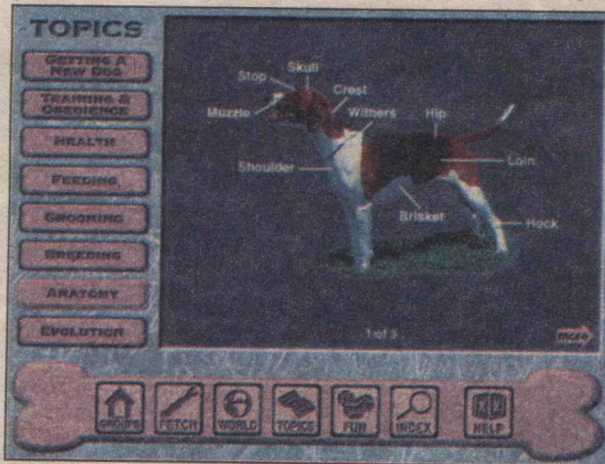 TOPICS
GETTING A
NEW DOG
TRAINING &
OBEDIENCE
HEALTH
FEEDING
GROOMING
BREEDING
ANATOMY
EVOLUTION
Skull
Stop
Crest
Muzzle
Withers
Hip
Shoulder
Loin
Brisket
Hock
1 of 3
more
GROUPS
FETCH
WORLD
TOPICS
FUN
INDEX
HELP